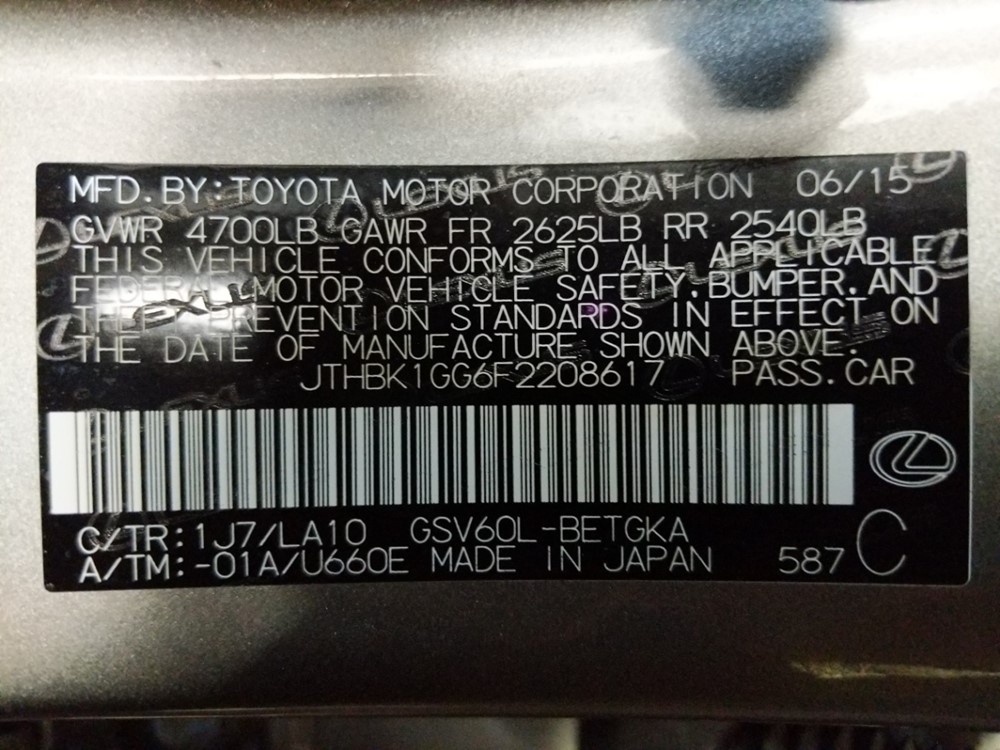 MFD.BY:TOYOTA MOTOR CORPORATION 06/15
GVWR 4700LB GAWR FR 2625LB RR 2540LB
THIS VEHICLE CONFORMS TO ALL APPLICABLE
FEDERAL MOTOR VEHICLE SAFETY.BUMPER.AND
THEFT PREVENTION STANDARDS IN EFFECT ON
THE DATE OF MANUFACTURE SHOWN ABOVE.
JTHBK1GG6F2208617 PASS.CAR
C/TR:1J7/LA10 GSV60L-BETGKA
A/TM:-01A/U660E MADE IN JAPAN 587 C